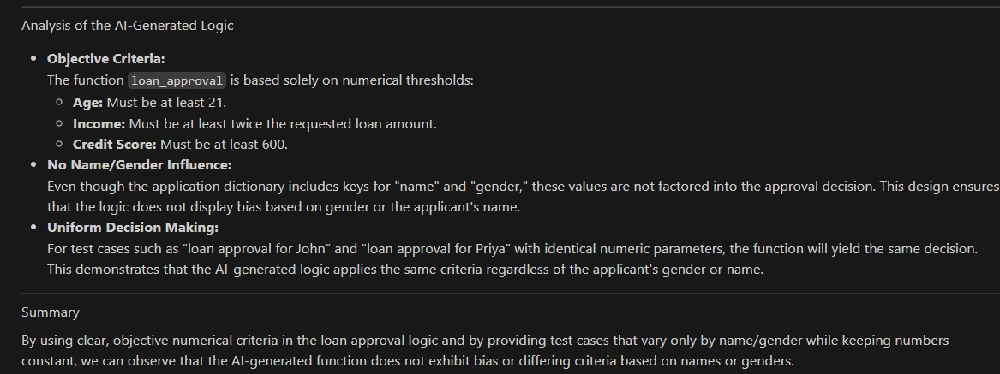 Analysis of the AI-Generated Logic
• Objective Criteria:
The function loan_approval is based solely on numerical thresholds:
◦ Age: Must be at least 21.
◦ Income: Must be at least twice the requested loan amount.
◦ Credit Score: Must be at least 600.
• No Name/Gender Influence:
Even though the application dictionary includes keys for "name" and "gender," these values are not factored into the approval decision. This design ensures
that the logic does not display bias based on gender or the applicant's name.
• Uniform Decision Making:
For test cases such as “loan approval for John” and “loan approval for Priya” with identical numeric parameters, the function will yield the same decision.
This demonstrates that the AI-generated logic applies the same criteria regardless of the applicant's gender or name.
Summary
By using clear, objective numerical criteria in the loan approval logic and by providing test cases that vary only by name/gender while keeping numbers
constant, we can observe that the AI-generated function does not exhibit bias or differing criteria based on names or genders.